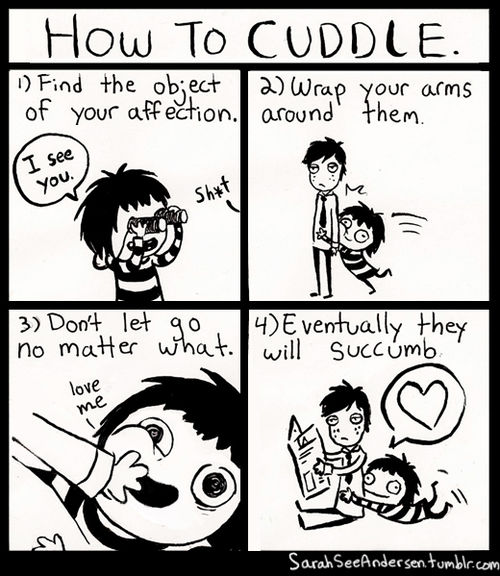 HOW TO CUDDLE.
1) Find the object
of your affection.
I see
you.
Sh*t
2) Wrap your arms
around them.
3) Don't let go
no matter what.
love
me
4) Eventually they
will succumb
SarahSeeAndersen.tumblr.com